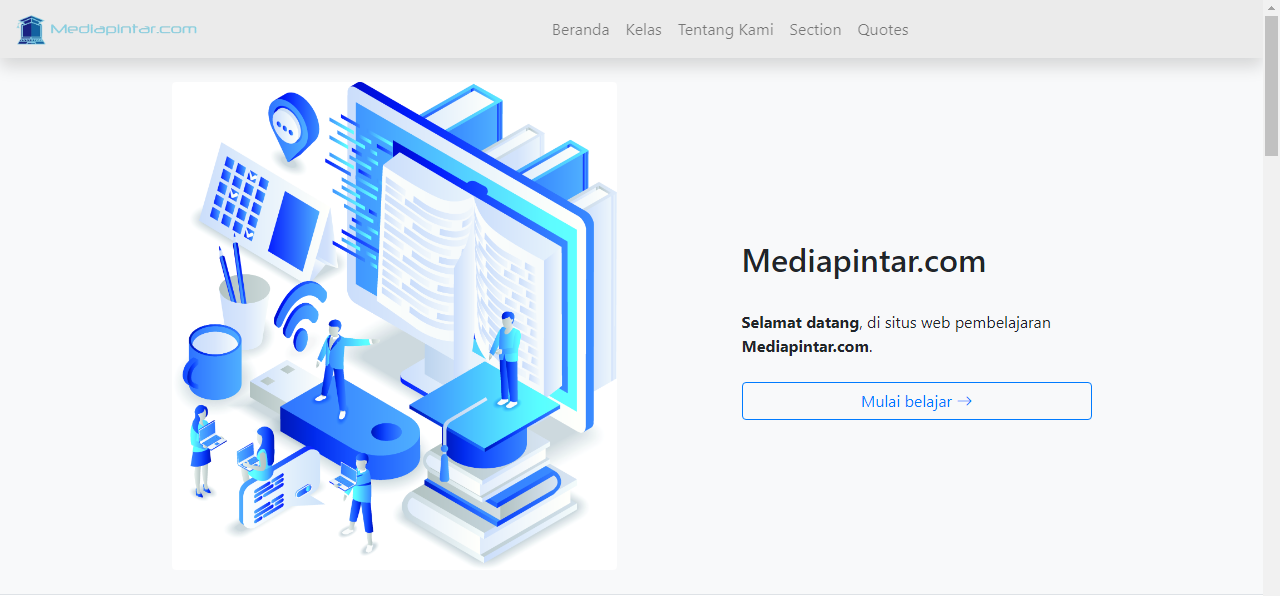 Mediapintar.com
Beranda Kelas Tentang Kami Section Quotes
Mediapintar.com
Selamat datang, di situs web pembelajaran
Mediapintar.com.
Mulai belajar →